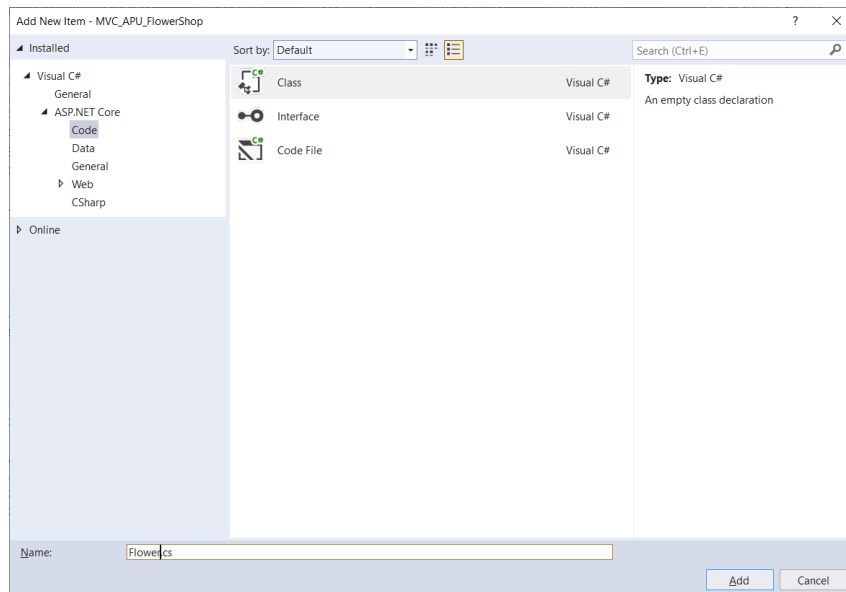 Add New Item - MVC_APU_FlowerShop ?
Installed
Sort by: Default
Search (Ctrl+E)
Visual C#
General
ASP.NET Core
Code
Data
General
Web
CSharp
Online
C# Class Visual C#
Interface Visual C#
C# Code File Visual C#
Type: Visual C#
An empty class declaration
Name: Flower.cs
Add Cancel